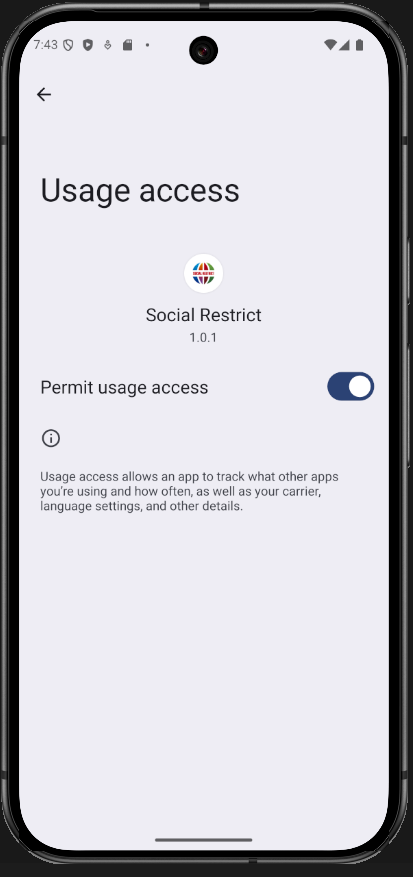 7:43
Usage access
Social Restrict
1.0.1
Permit usage access
Usage access allows an app to track what other apps
you're using and how often, as well as your carrier,
language settings, and other details.